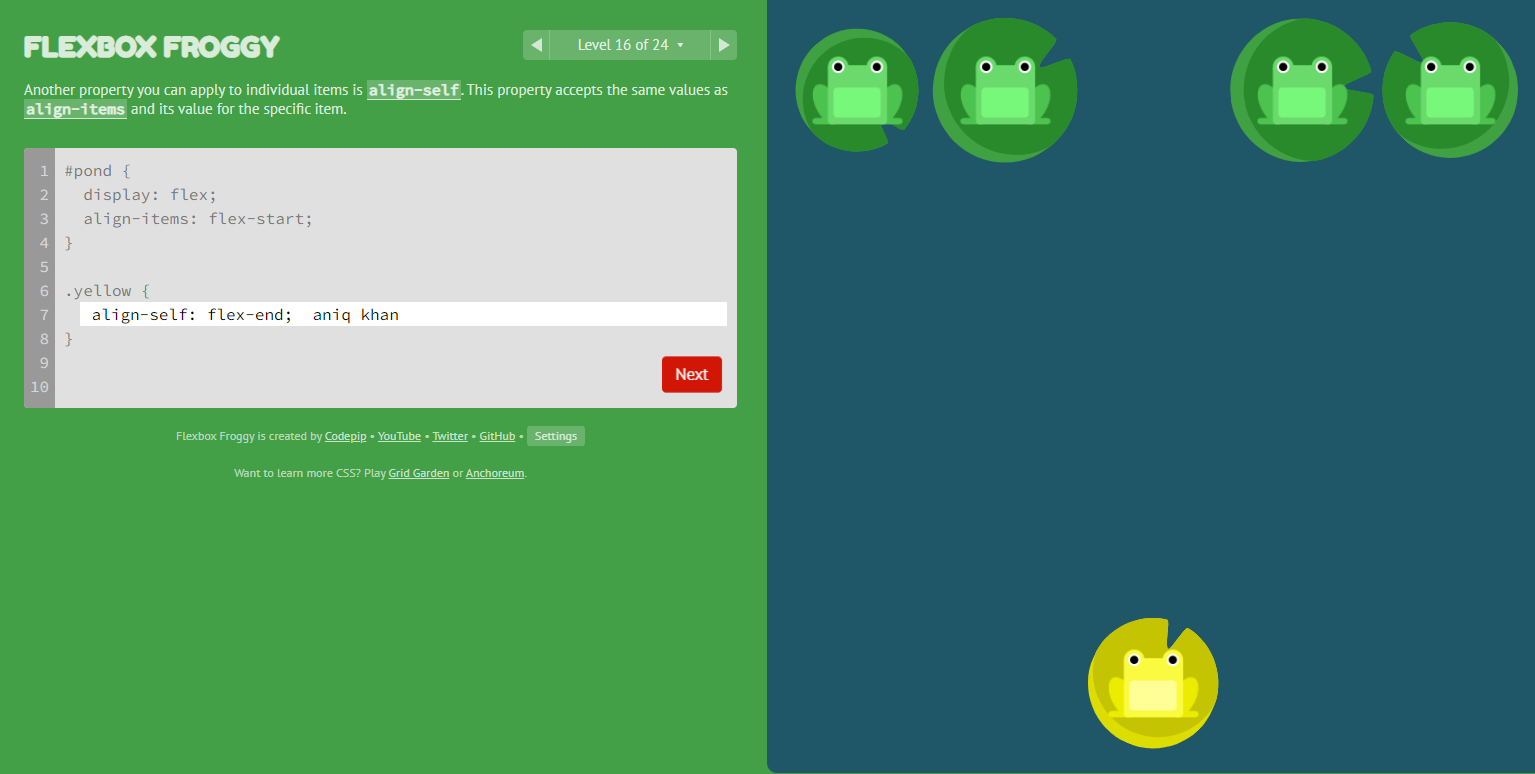 FLEXBOX FROGGY
Level 16 of 24
Another property you can apply to individual items is align-self. This property accepts the same values as
align-items and its value for the specific item.
1 #pond {
2 display: flex;
3 align-items: flex-start;
4 }
5
6 .yellow {
7 align-self: flex-end; aniq khan
8 }
9
10
Next
Flexbox Froggy is created by Codepip • YouTube • Twitter • GitHub • Settings
Want to learn more CSS? Play Grid Garden or Anchoreum.